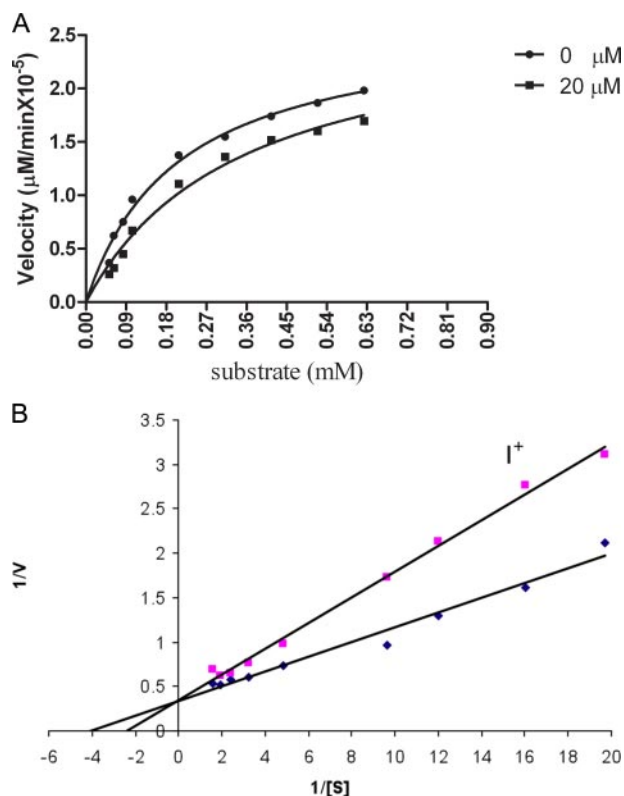 A
Velocity (µM/minX10-5)
2.5
2.0
1.5
1.0
0.5
0.0
0.00 0.09 0.18 0.27 0.36 0.45 0.54 0.63 0.72 0.81 0.90
substrate (mM)
0 µM
20 µM
B
1/V
3.5
3
2.5
2
1.5
1
0.5
0
-6 -4 -2 0 2 4 6 8 10 12 14 16 18 20
1/[S]
I+